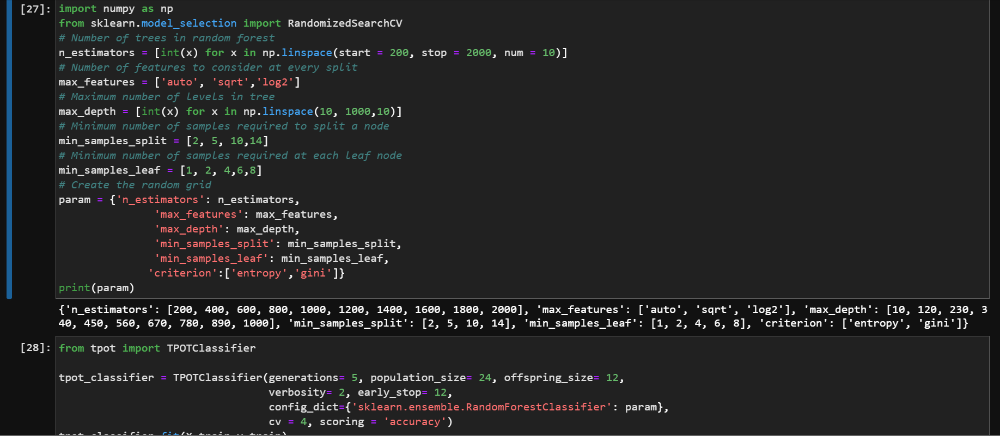 [27]: import numpy as np
from sklearn.model_selection import RandomizedSearchCV
# Number of trees in random forest
n_estimators = [int(x) for x in np.linspace(start = 200, stop = 2000, num = 10)]
# Number of features to consider at every split
max_features = ['auto', 'sqrt','log2']
# Maximum number of levels in tree
max_depth = [int(x) for x in np.linspace(10, 1000,10)]
# Minimum number of samples required to split a node
min_samples_split = [2, 5, 10,14]
# Minimum number of samples required at each leaf node
min_samples_leaf = [1, 2, 4,6,8]
# Create the random grid
param = {'n_estimators': n_estimators,
               'max_features': max_features,
               'max_depth': max_depth,
               'min_samples_split': min_samples_split,
               'min_samples_leaf': min_samples_leaf,
              'criterion':['entropy','gini']}
print(param)
{'n_estimators': [200, 400, 600, 800, 1000, 1200, 1400, 1600, 1800, 2000], 'max_features': ['auto', 'sqrt', 'log2'], 'max_depth': [10, 120, 230, 3
40, 450, 560, 670, 780, 890, 1000], 'min_samples_split': [2, 5, 10, 14], 'min_samples_leaf': [1, 2, 4, 6, 8], 'criterion': ['entropy', 'gini']}
[28]: from tpot import TPOTClassifier
tpot_classifier = TPOTClassifier(generations= 5, population_size= 24, offspring_size= 12,
                                 verbosity= 2, early_stop= 12,
                                 config_dict={'sklearn.ensemble.RandomForestClassifier': param},
                                 cv = 4, scoring = 'accuracy')
tpot_classifier.fit(X_train,y_train)